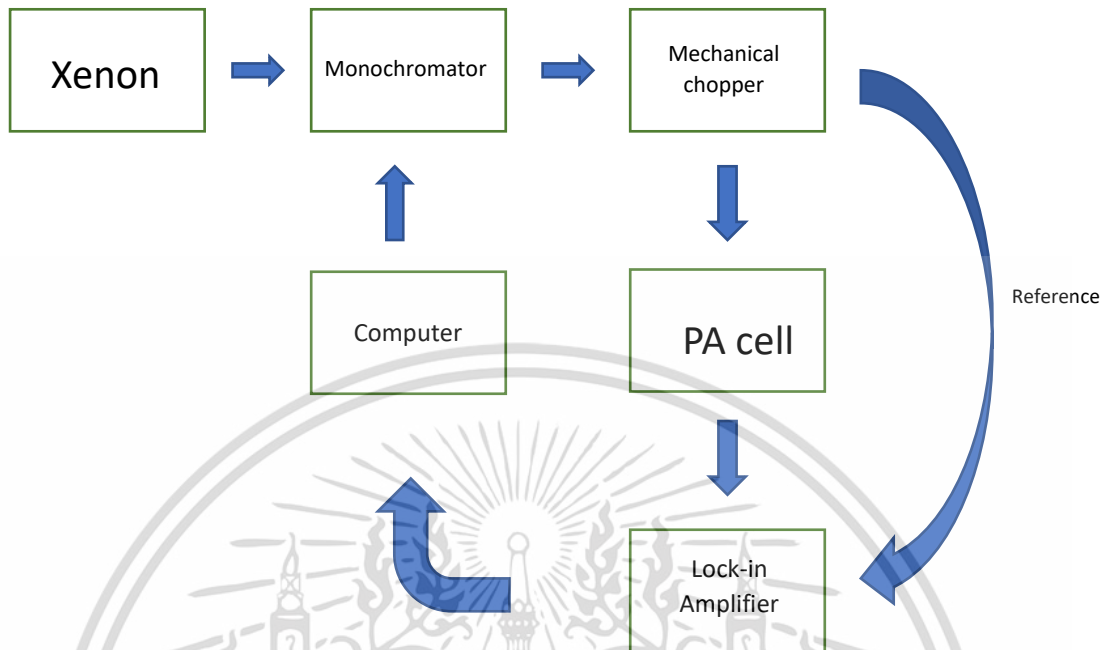 Xenon
Monochromator
Mechanical
chopper
Computer
PA cell
Reference
Lock-in
Amplifier